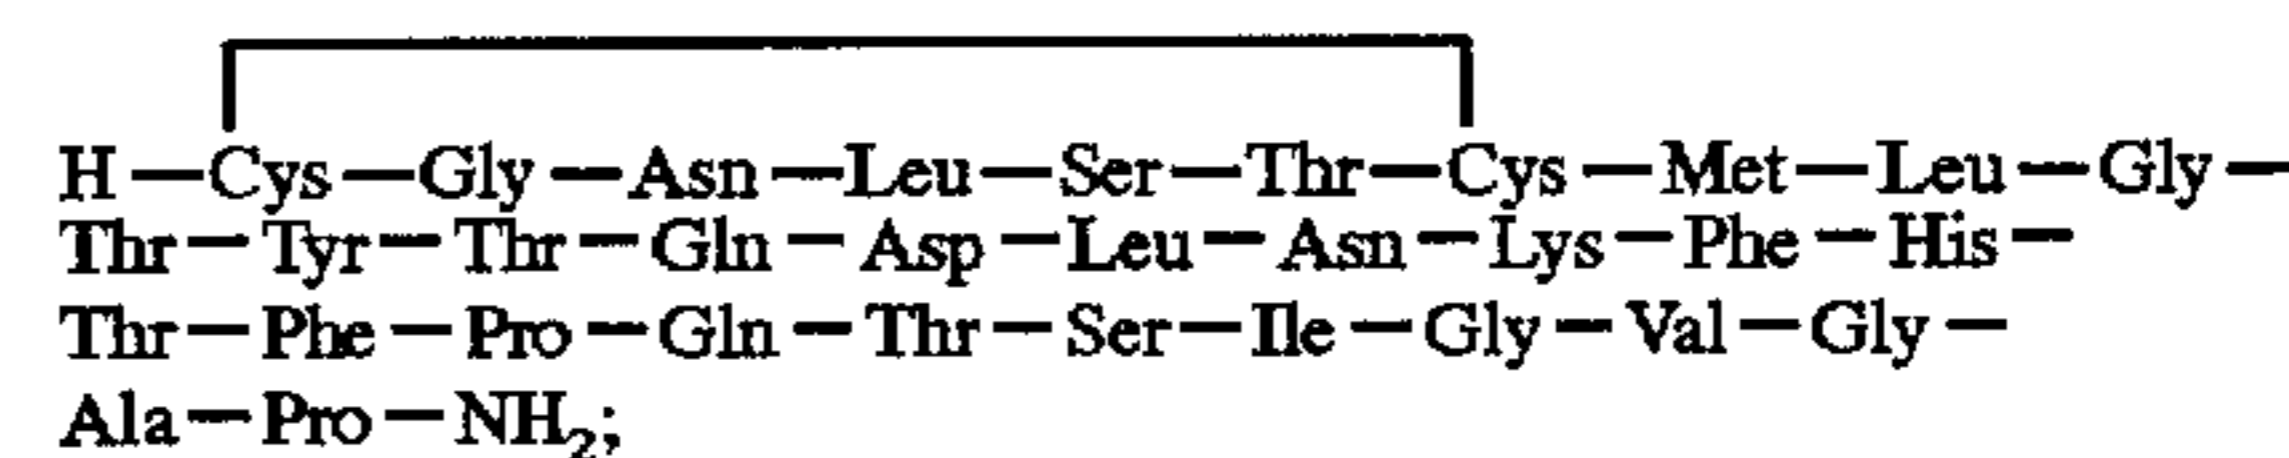 H—Cys—Gly—Asn—Leu—Ser—Thr—Cys—Met—Leu—Gly—
Thr—Tyr—Thr—Gln—Asp—Leu—Asn—Lys—Phe—His—
Thr—Phe—Pro—Gln—Thr—Ser—Ile—Gly—Val—Gly—
Ala—Pro—NH₂;